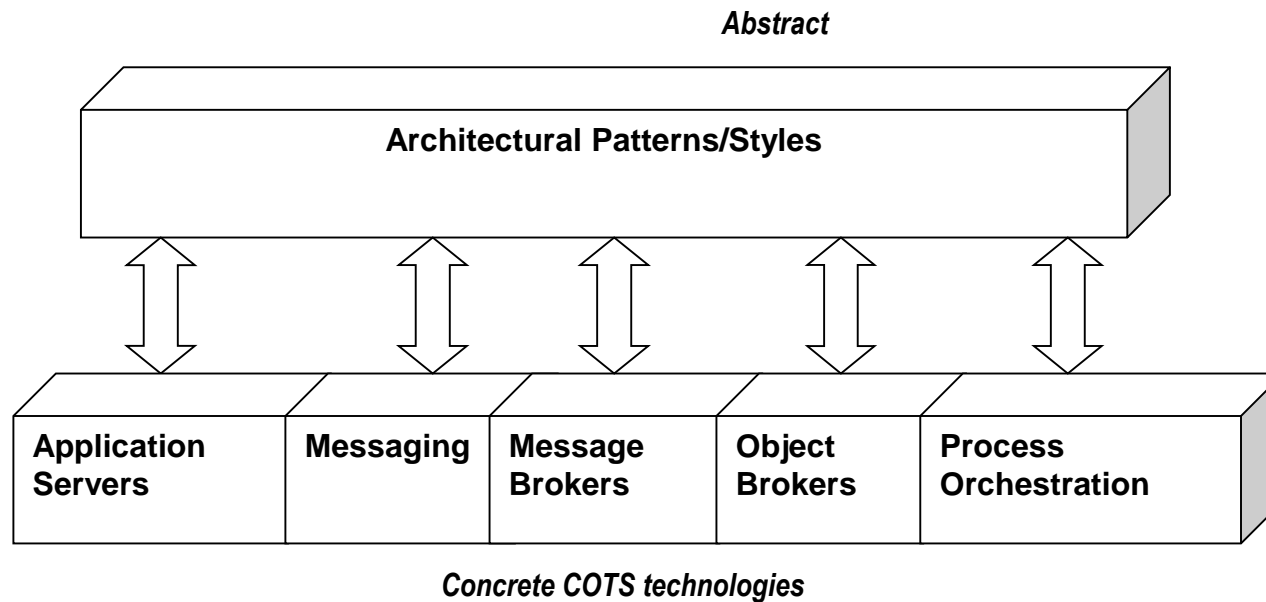 Abstract
Architectural Patterns/Styles
Application
Servers
Messaging
Message
Brokers
Object
Brokers
Process
Orchestration
Concrete COTS technologies